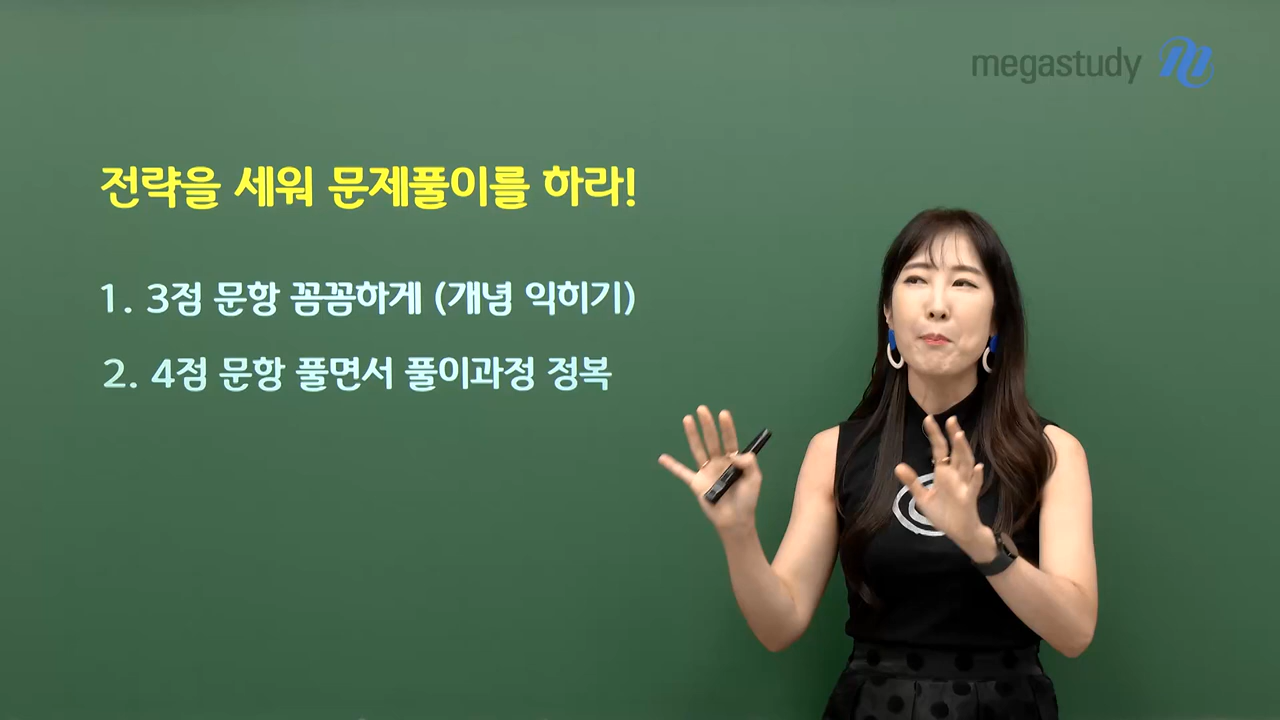 megastudy
전략을 세워 문제풀이를 하라!
1. 3점 문항 꼼꼼하게 (개념 익히기)
2. 4점 문항 풀면서 풀이과정 정복